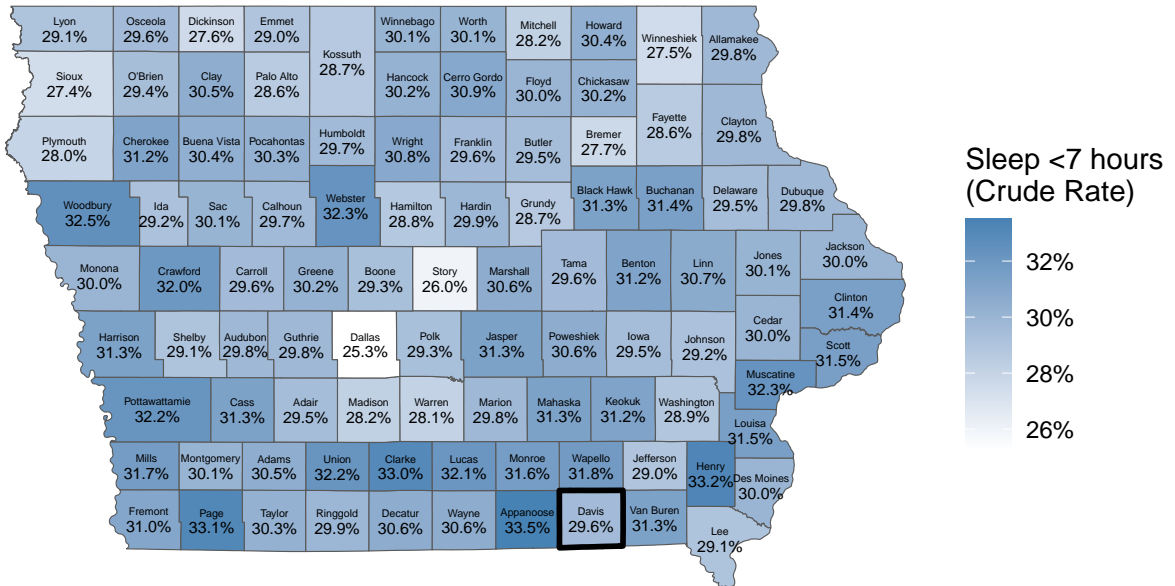 Lyon
29.1%
Osceola
29.6%
Dickinson
27.6%
Emmet
29.0%
Kossuth
28.7%
Winnebago
30.1%
Worth
30.1%
Mitchell
28.2%
Howard
30.4%
Winneshiek
27.5%
Allamakee
29.8%
Sioux
27.4%
O'Brien
29.4%
Clay
30.5%
Palo Alto
28.6%
Hancock
30.2%
Cerro Gordo
30.9%
Floyd
30.0%
Chickasaw
30.2%
Fayette
28.6%
Clayton
29.8%
Plymouth
28.0%
Cherokee
31.2%
Buena Vista
30.4%
Pocahontas
30.3%
Humboldt
29.7%
Wright
30.8%
Franklin
29.6%
Butler
29.5%
Bremer
27.7%
Woodbury
32.5%
Ida
29.2%
Sac
30.1%
Calhoun
29.7%
Webster
32.3%
Hamilton
28.8%
Hardin
29.9%
Grundy
28.7%
Black Hawk
31.3%
Buchanan
31.4%
Delaware
29.5%
Dubuque
29.8%
Monona
30.0%
Crawford
32.0%
Carroll
29.6%
Greene
30.2%
Boone
29.3%
Story
26.0%
Marshall
30.6%
Tama
29.6%
Benton
31.2%
Linn
30.7%
Jones
30.1%
Jackson
30.0%
Clinton
31.4%
Harrison
31.3%
Shelby
29.1%
Audubon
29.8%
Guthrie
29.8%
Dallas
25.3%
Polk
29.3%
Jasper
31.3%
Poweshiek
30.6%
Iowa
29.5%
Johnson
29.2%
Cedar
30.0%
Scott
31.5%
Muscatine
32.3%
Pottawattamie
32.2%
Cass
31.3%
Adair
29.5%
Madison
28.2%
Warren
28.1%
Marion
29.8%
Mahaska
31.3%
Keokuk
31.2%
Washington
28.9%
Louisa
31.5%
Mills
31.7%
Montgomery
30.1%
Adams
30.5%
Union
32.2%
Clarke
33.0%
Lucas
32.1%
Monroe
31.6%
Wapello
31.8%
Jefferson
29.0%
Henry
33.2%
Des Moines
30.0%
Fremont
31.0%
Page
33.1%
Taylor
30.3%
Ringgold
29.9%
Decatur
30.6%
Wayne
30.6%
Appanoose
33.5%
Davis
29.6%
Van Buren
31.3%
Lee
29.1%
Sleep <7 hours
(Crude Rate)
32%
30%
28%
26%